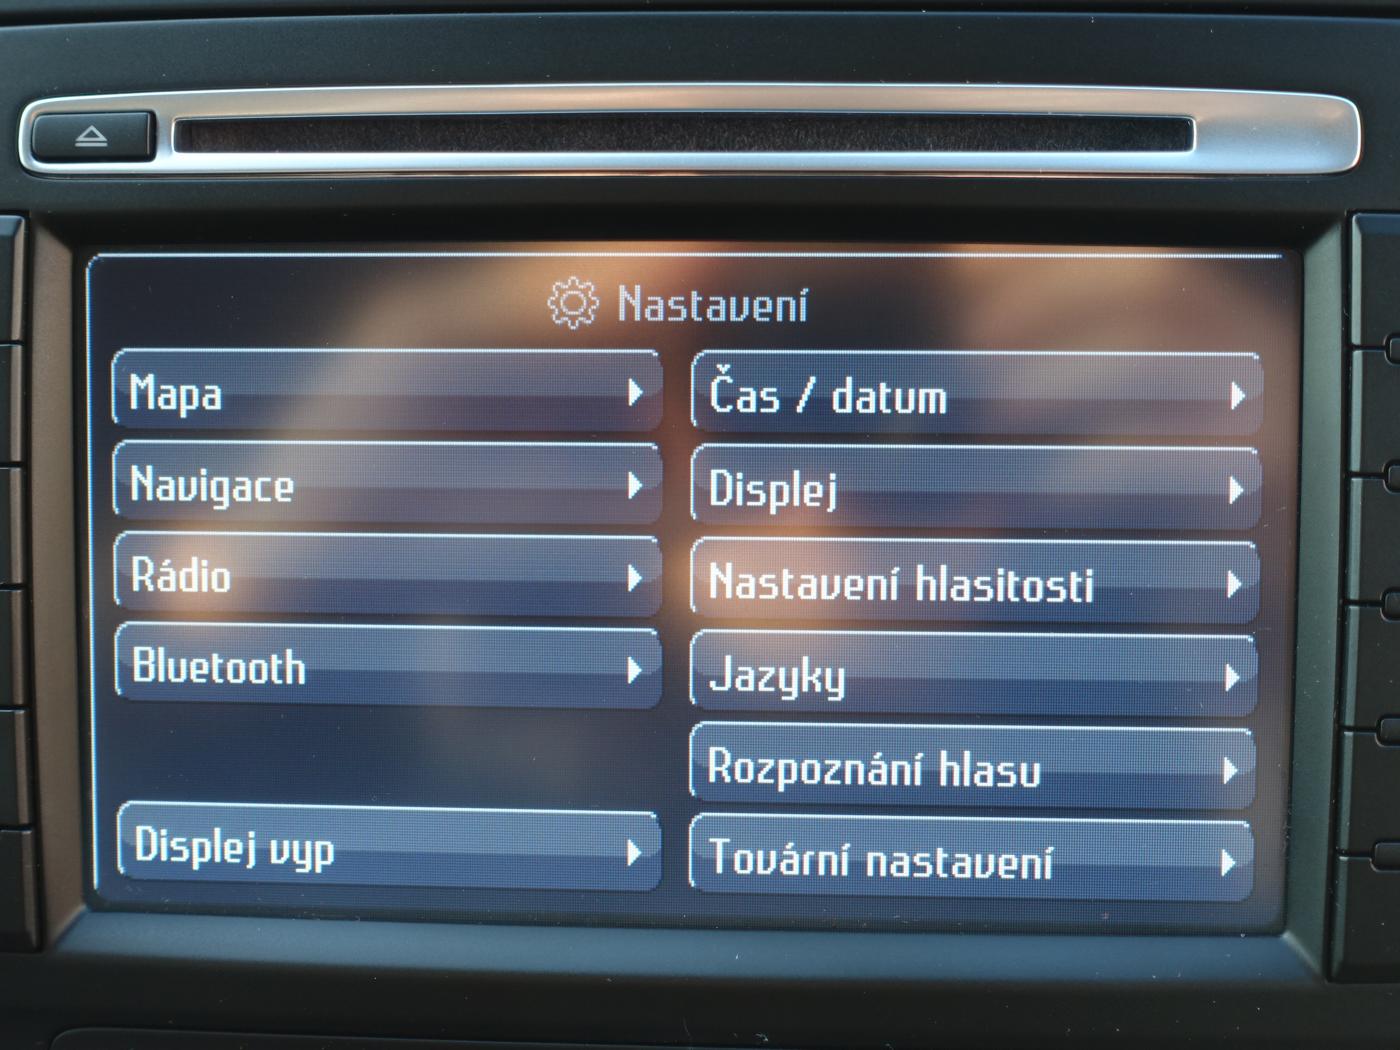 Nastavení
Mapa
Navigace
Rádio
Bluetooth
Displej vyp
Čas / datum
Displej
Nastavení hlasitosti
Jazyky
Rozpoznání hlasu
Tovární nastavení